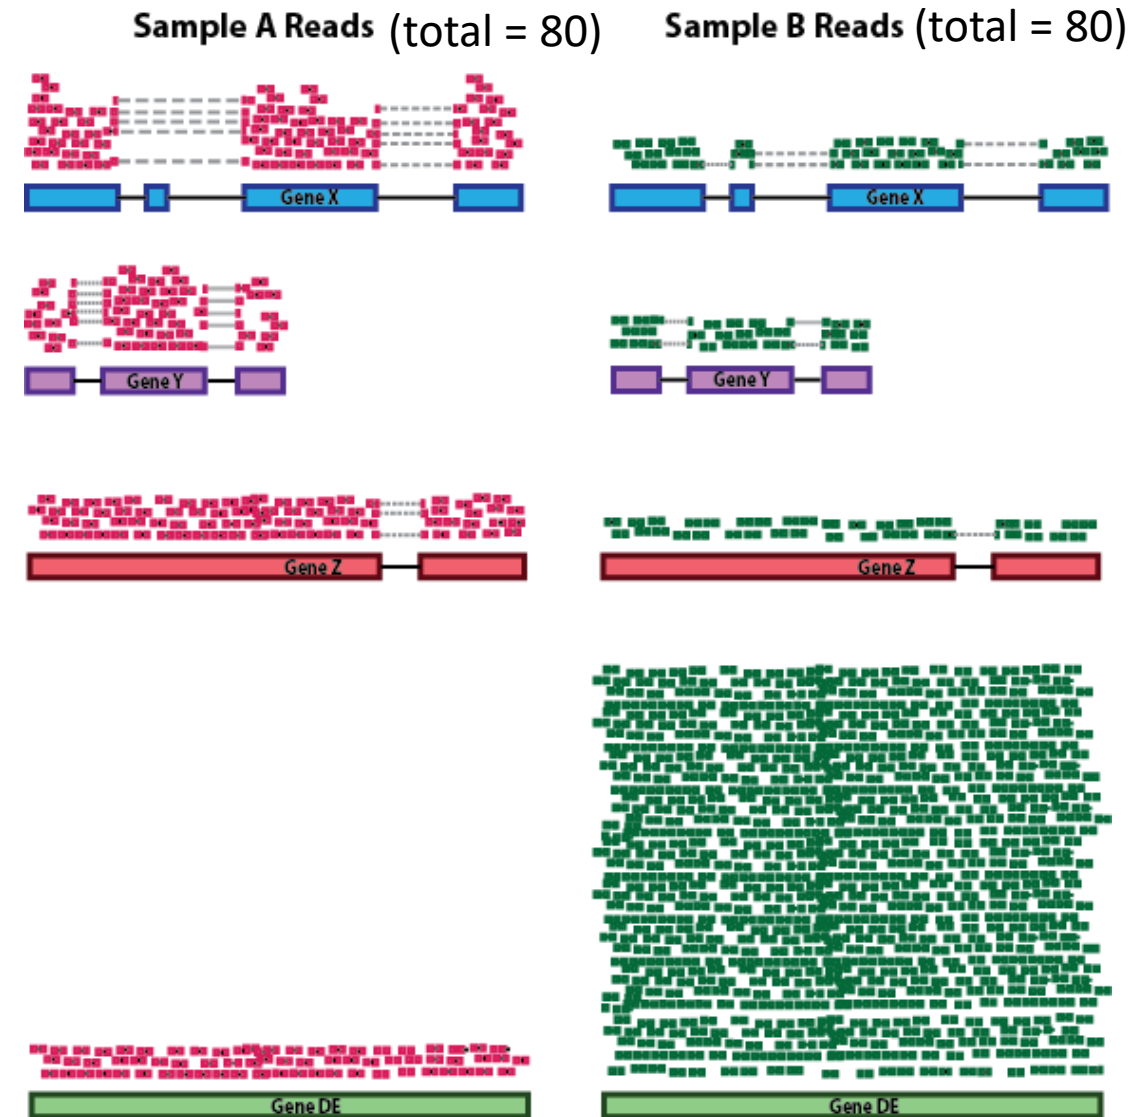 Sample A Reads (total = 80)
Sample B Reads (total = 80)
Gene X
Gene X
Gene Y
Gene Y
Gene Z
Gene Z
Gene DE
Gene DE